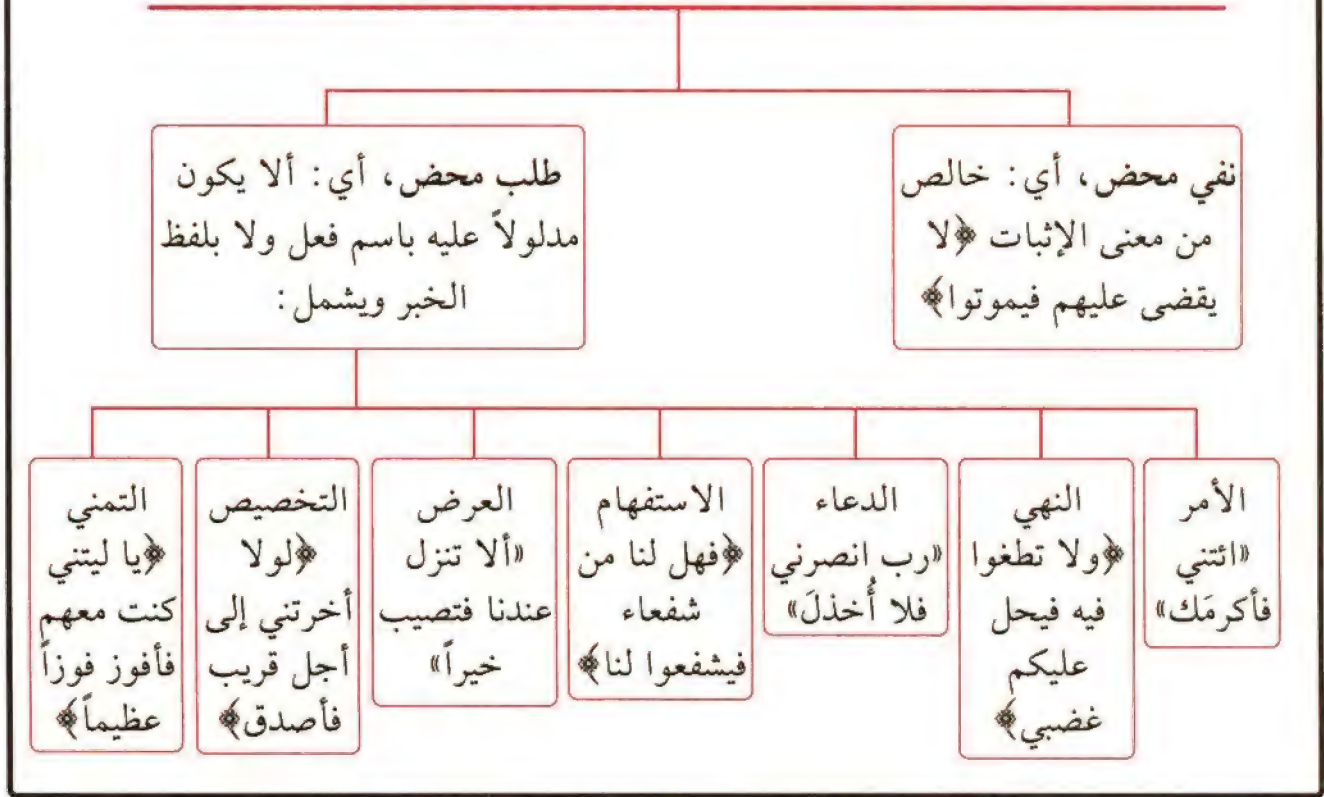 نفي محض، أي: خالص
من معنى الإثبات ﴿لا
يقضى عليهم فيموتوا﴾
طلب محض، أي: ألا يكون
مدلولاً عليه باسم فعل ولا بلفظ
الخبر ويشمل:
الأمر
«ائتني
فأكرمَك»
النهي
﴿ولا تطغوا
فيه فيحل
عليكم
غضبي﴾
الدعاء
«رب انصرني
فلا أُخذلَ»
الاستفهام
﴿فهل لنا من
شفعاء
فيشفعوا لنا﴾
العرض
«ألا تنزل
عندنا فتصيب
خيراً»
التخصيص
﴿لولا
أخرتني إلى
أجل قريب
فأصدق﴾
التمني
﴿يا ليتني
كنت معهم
فأفوز فوزاً
عظيماً﴾